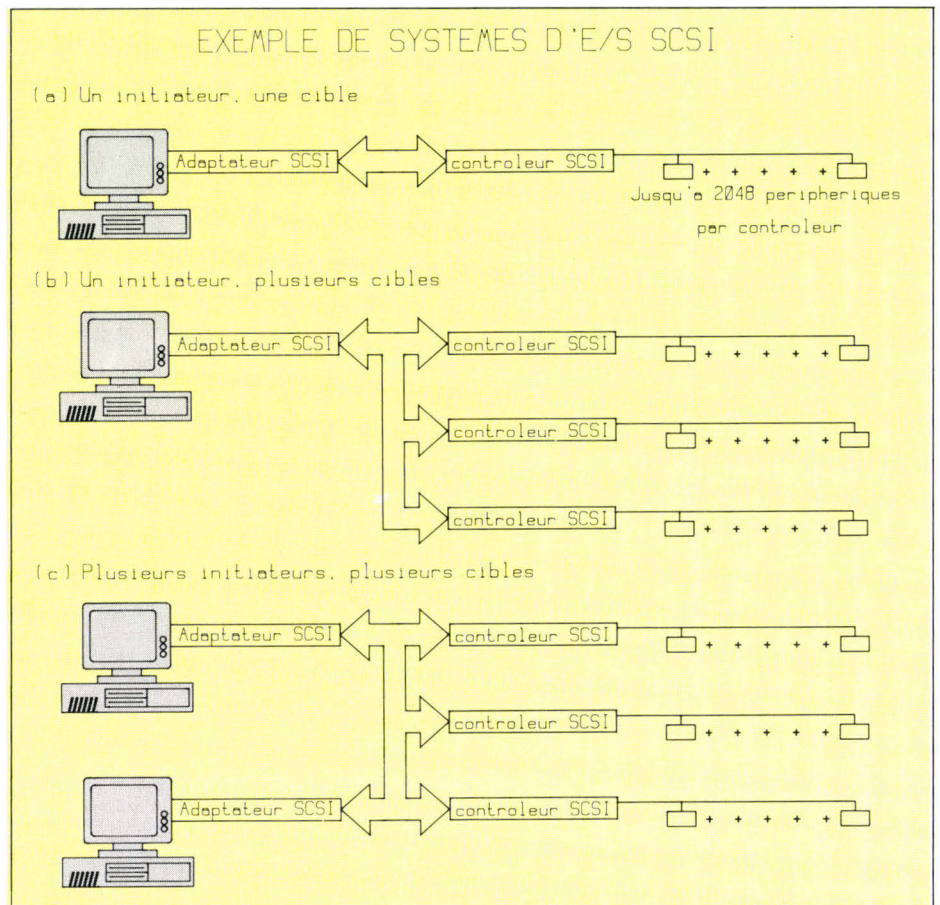 EXEMPLE DE SYSTEMES D'E/S SCSI
(a) Un initiateur, une cible
Adaptateur SCSI
controleur SCSI
+ + + + +
Jusqu'a 2048 peripheriques
par controleur
(b) Un initiateur, plusieurs cibles
Adaptateur SCSI
controleur SCSI
+ + + + +
controleur SCSI
+ + + + +
controleur SCSI
+ + + + +
(c) Plusieurs initiateurs, plusieurs cibles
Adaptateur SCSI
controleur SCSI
+ + + + +
controleur SCSI
+ + + + +
Adaptateur SCSI
controleur SCSI
+ + + + +